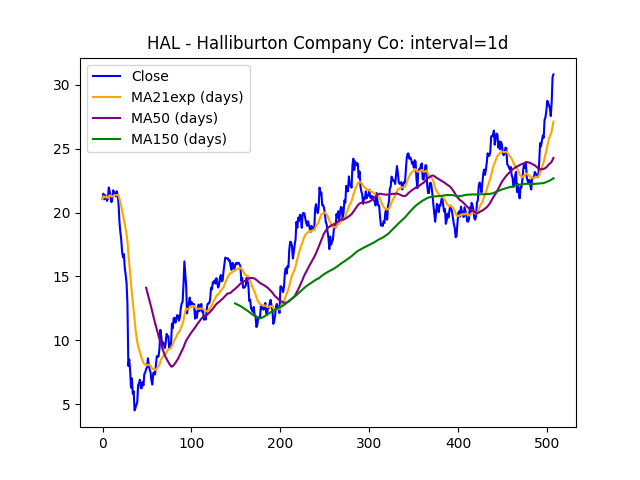 HAL - Halliburton Company Co: interval=1d
Close
MA21exp (days)
MA50 (days)
MA150 (days)
30
25
20
15
10
5
0 100 200 300 400 500